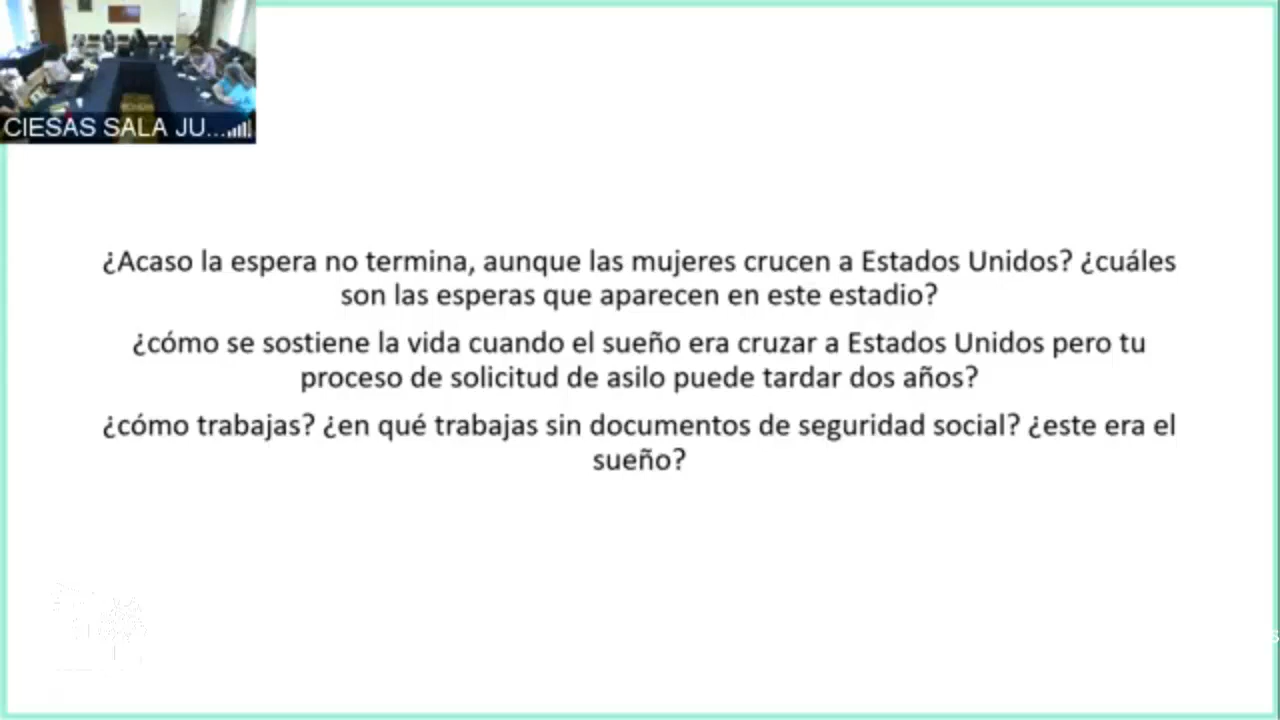 CIESAS SALA JU...
¿Acaso la espera no termina, aunque las mujeres crucen a Estados Unidos? ¿cuáles
son las esperas que aparecen en este estadio?
¿cómo se sostiene la vida cuando el sueño era cruzar a Estados Unidos pero tu
proceso de solicitud de asilo puede tardar dos años?
¿cómo trabajas? ¿en qué trabajas sin documentos de seguridad social? ¿este era el
sueño?